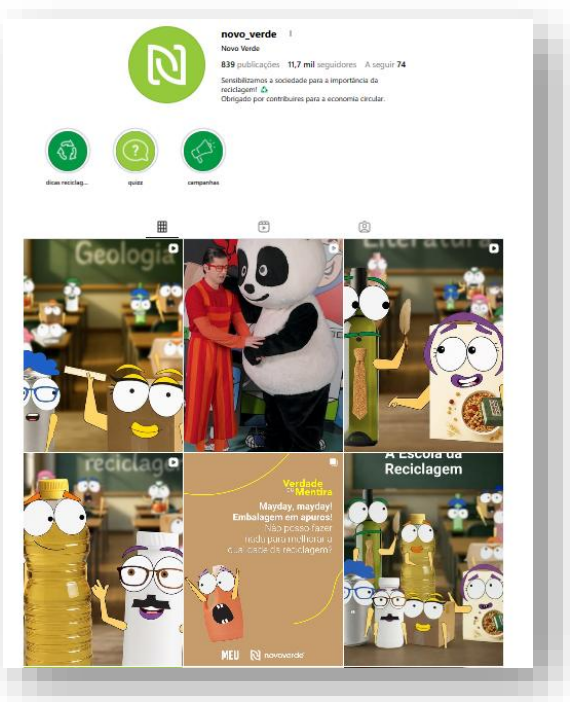 novo_verde
Novo Verde
839 publicações 11,7 mil seguidores A seguir 74
Sensibilizamos a sociedade para a importância da
reciclagem! ♻
Obrigado por contribuires para a economia circular.
dicas reciclag...
quizz
campanhas
Geologia
Literatura
reciclage
Verdade
OU Mentira
Mayday, mayday!
Embalagem em apuros!
Não posso fazer
nada para melhorar a
qualidade da reciclagem?
MEU novoverde
A Escola da
Reciclagem